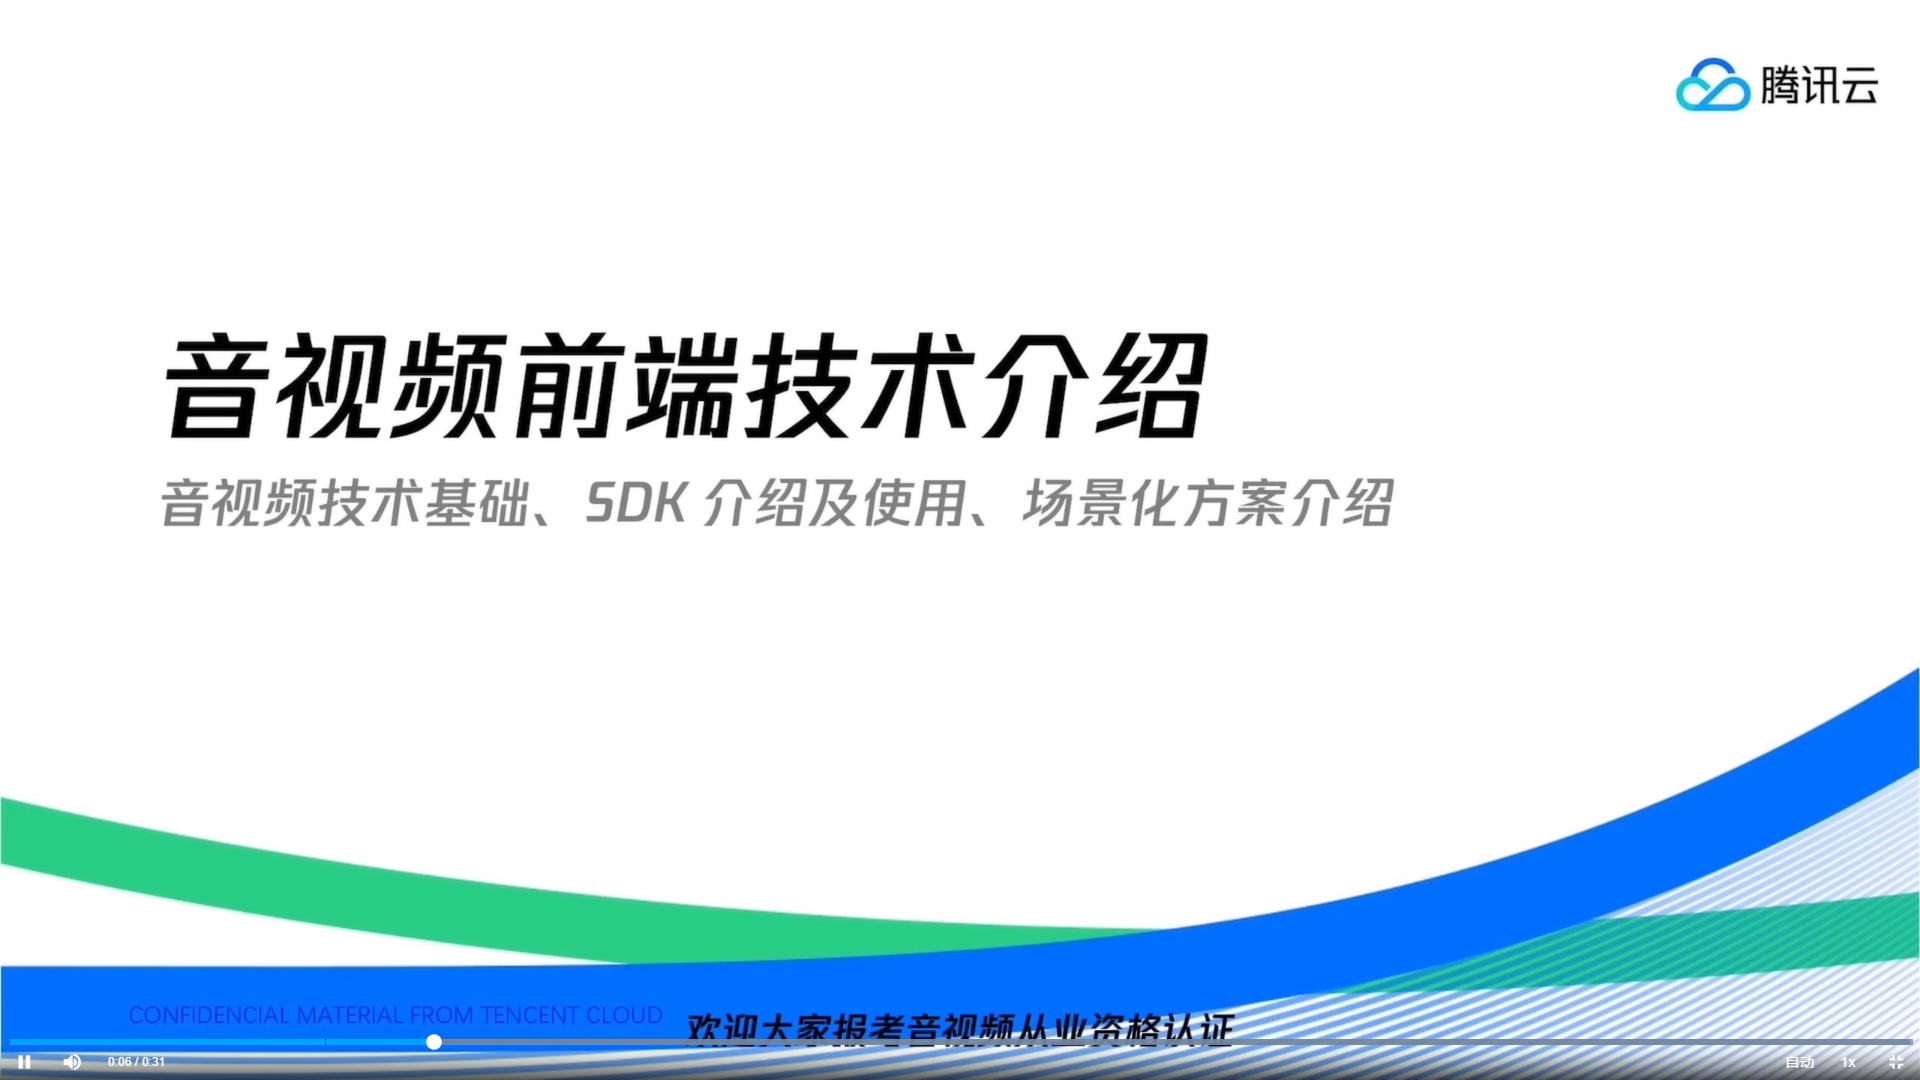 腾讯云
音视频前端技术介绍
音视频技术基础、SDK 介绍及使用、场景化方案介绍
CONFIDENCIAL MATERIAL FROM TENCENT CLOUD
欢迎大家报考音视频从业资格认证
0:06 / 0:31
自动
1x